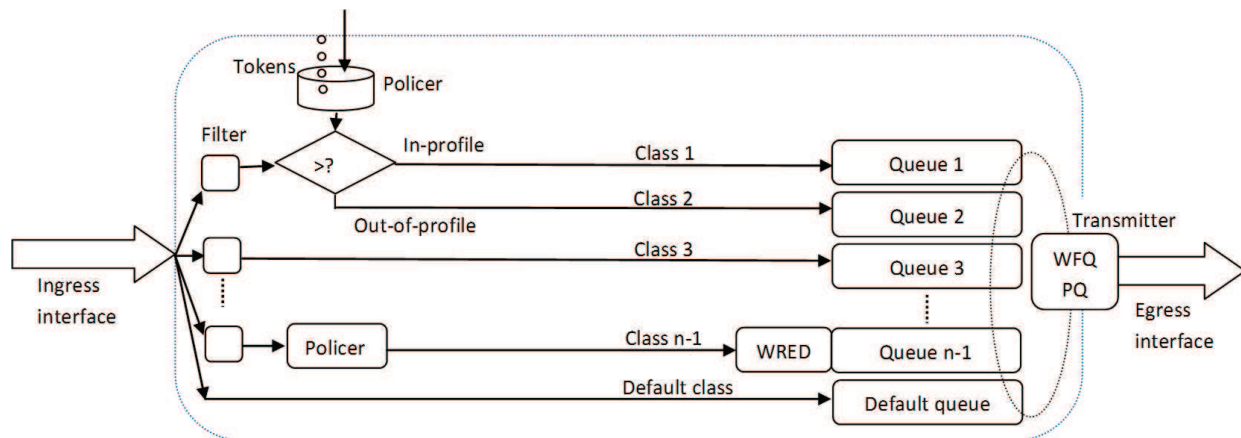 Tokens
Policer
Filter
>?
In-profile
Class 1
Queue 1
Out-of-profile
Class 2
Queue 2
Transmitter
Class 3
Queue 3
WFQ
PQ
Ingress
interface
Egress
interface
Policer
Class n-1
WRED
Queue n-1
Default class
Default queue